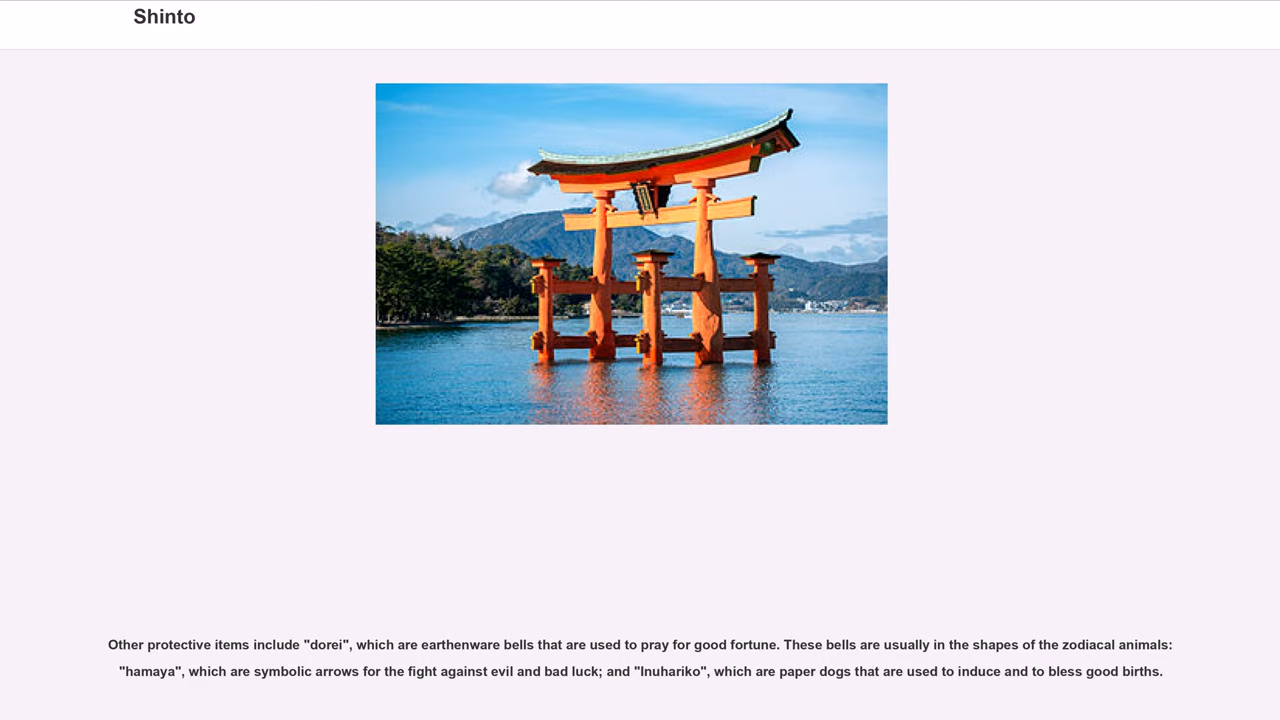 Shinto
Other protective items include "dorei", which are earthenware bells that are used to pray for good fortune. These bells are usually in the shapes of the zodiacal animals:
"hamaya", which are symbolic arrows for the fight against evil and bad luck; and "Inuhariko", which are paper dogs that are used to induce and to bless good births.